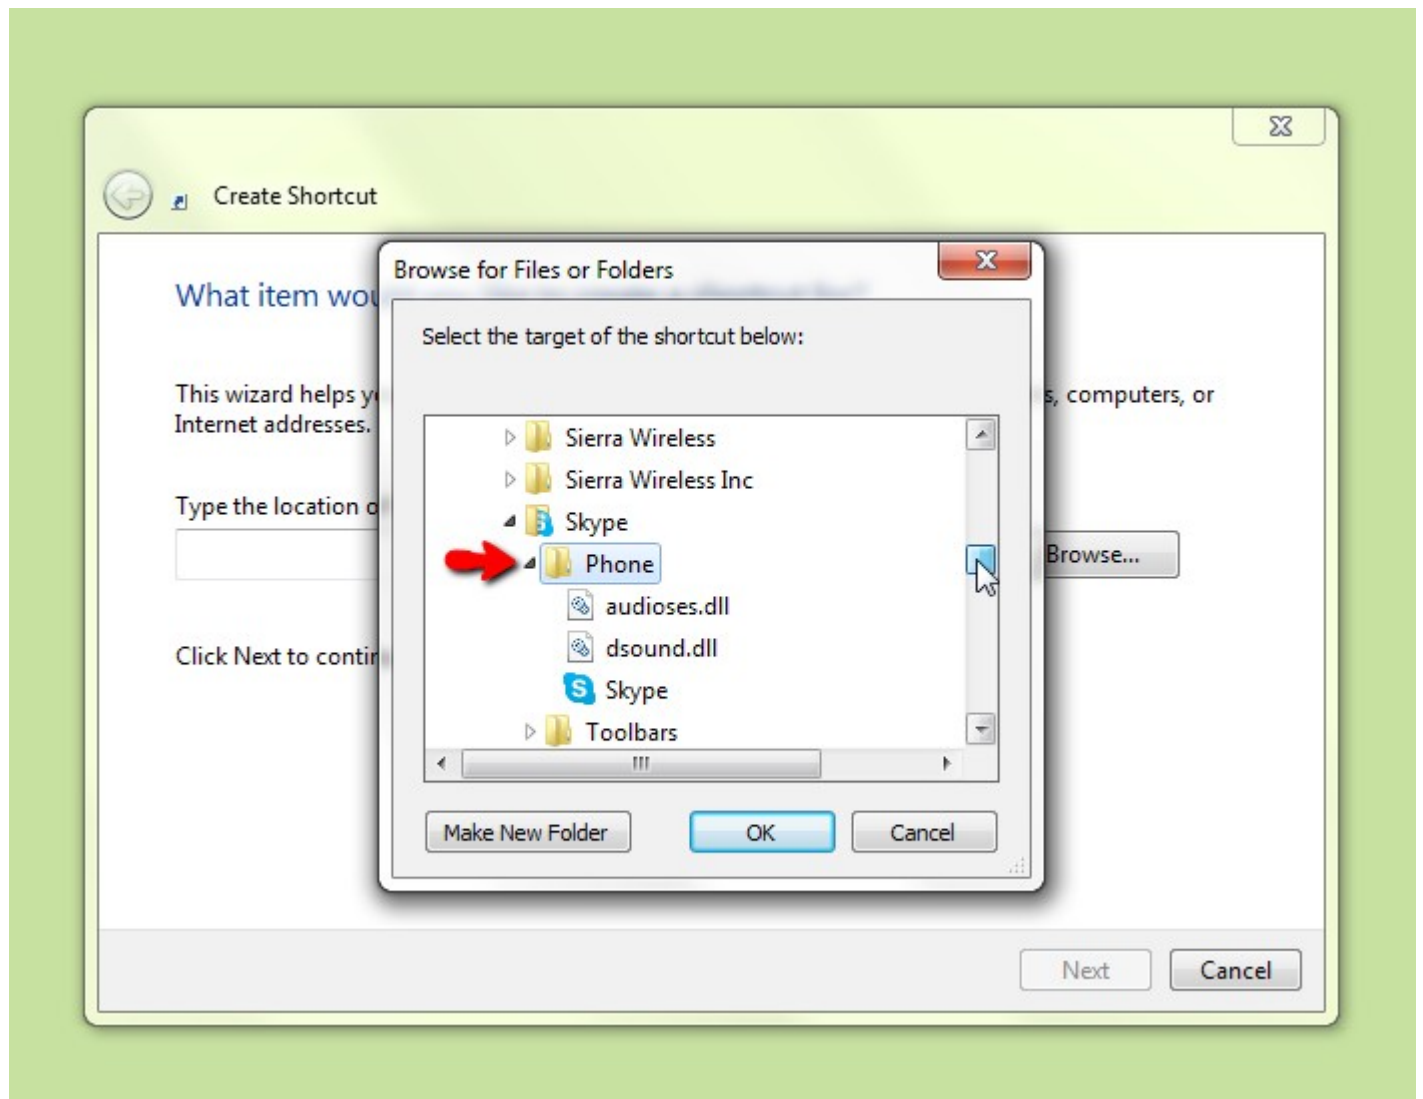 Create Shortcut
Browse for Files or Folders
What item wou
Select the target of the shortcut below:
This wizard helps y s, computers, or
Internet addresses.
Sierra Wireless
Sierra Wireless Inc
Type the location o
Skype
Phone
Browse...
audioses.dll
dsound.dll
Click Next to contin
Skype
Toolbars
Make New Folder OK Cancel
Next Cancel